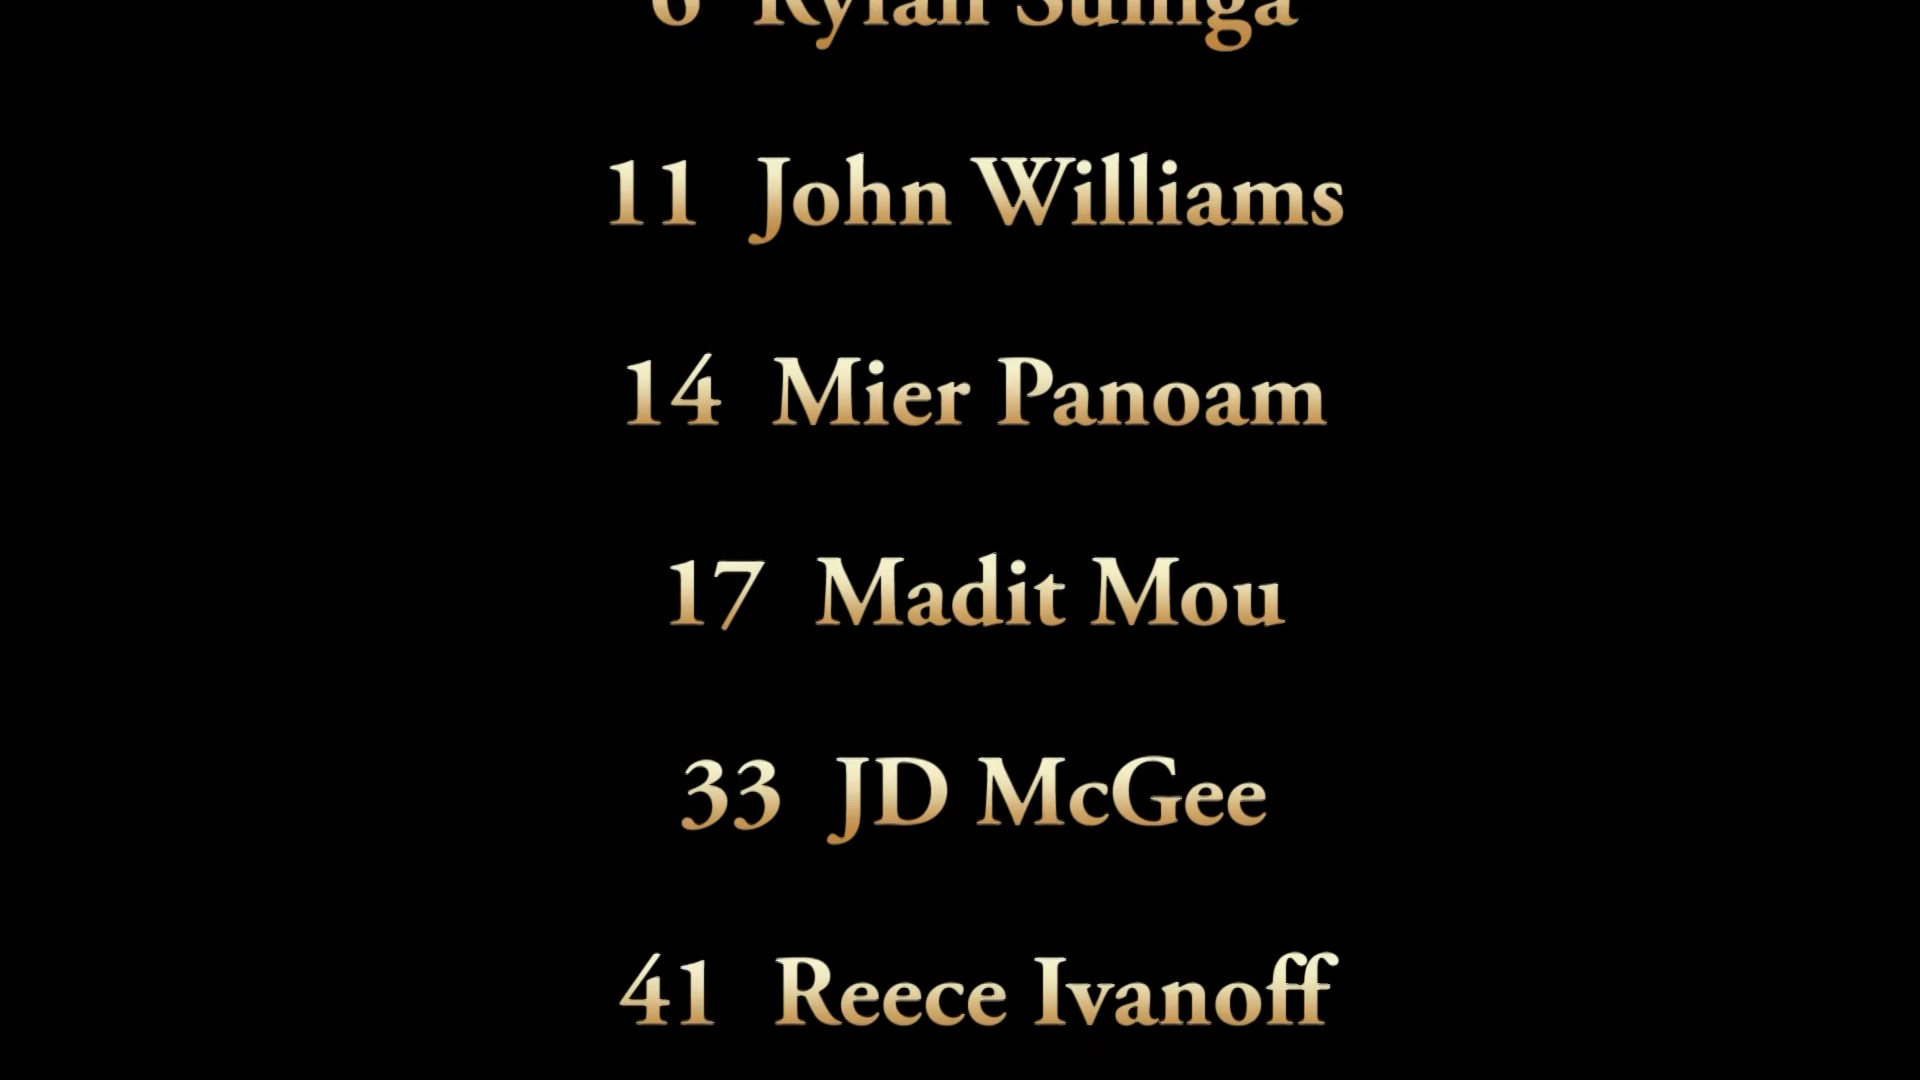 11 John Williams
14 Mier Panoam
17 Madit Mou
33 JD McGee
41 Reece Ivanoff